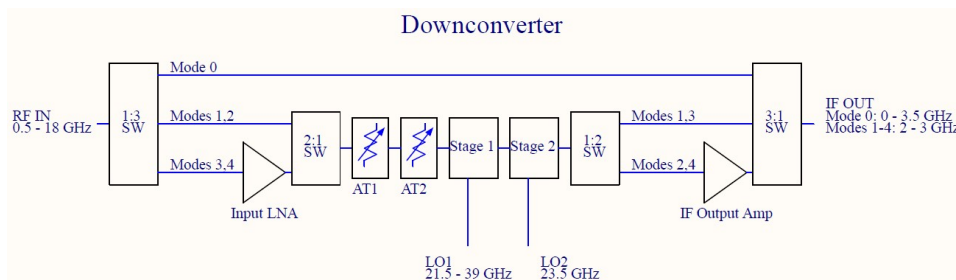 Downconverter
Mode 0
RF IN
0.5 - 18 GHz
1:3
SW
Modes 1,2
2:1
SW
Modes 3,4
Input LNA
AT1
AT2
Stage 1
Stage 2
LO1
21.5 - 39 GHz
LO2
23.5 GHz
1:2
SW
Modes 1,3
Modes 2,4
IF Output Amp
3:1
SW
IF OUT
Mode 0: 0 - 3.5 GHz
Modes 1-4: 2 - 3 GHz